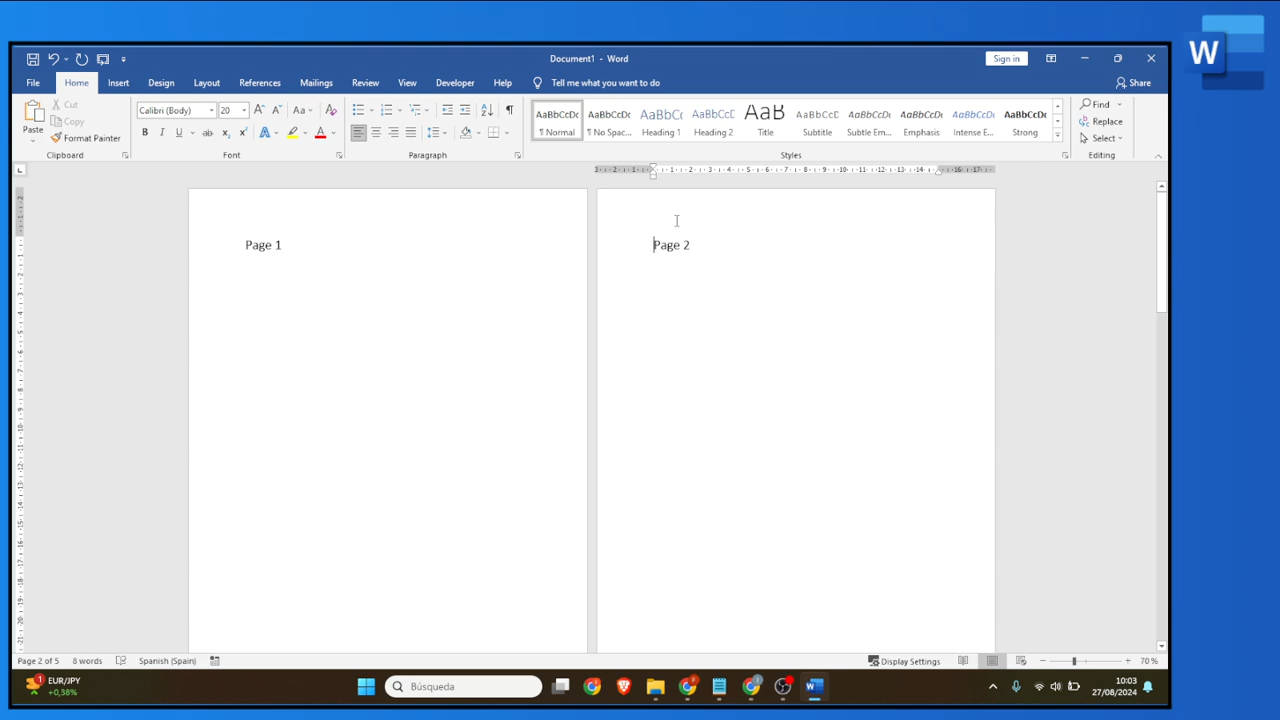 Document1 - Word
Sign in
File Home Insert Design Layout References Mailings Review View Developer Help Tell me what you want to do Share
Paste
Cut
Copy
Format Painter
Clipboard
Calibri (Body) 20
Font
Paragraph
AaBbCcDc AaBbCcDc AaBbCc AaBbCcD AaB AaBbCcD AaBbCcDc AaBbCcDc AaBbCcDc AaBbCcDc
¶ Normal ¶ No Spac... Heading 1 Heading 2 Title Subtitle Subtle Em... Emphasis Intense E... Strong
Styles
Find
Replace
Select
Editing
Page 1
Page 2
Page 2 of 5 8 words Spanish (Spain) Display Settings 70 %
EUR/JPY
+0,38%
Búsqueda
10:03
27/08/2024
W